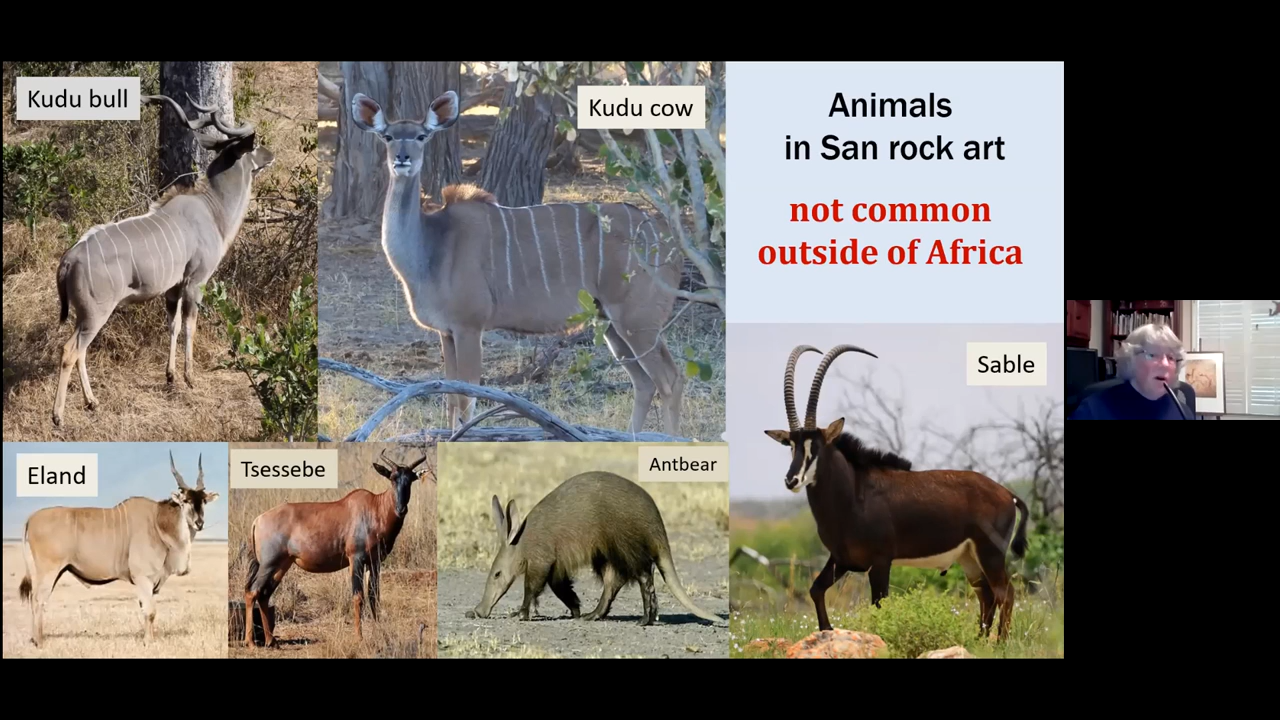 Kudu bull
Kudu cow
Animals
in San rock art
not common
outside of Africa
Sable
Eland
Tsessebe
Antbear